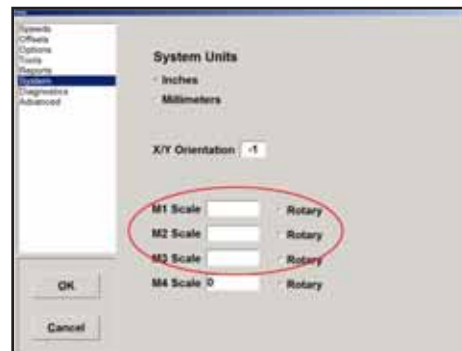 Speeds
Offsets
Options
Tools
Reports
System
Diagnostics
Advanced
System Units
Inches
Millimeters
X/Y Orientation -1
M1 Scale Rotary
M2 Scale Rotary
M3 Scale Rotary
M4 Scale 0 Rotary
OK
Cancel